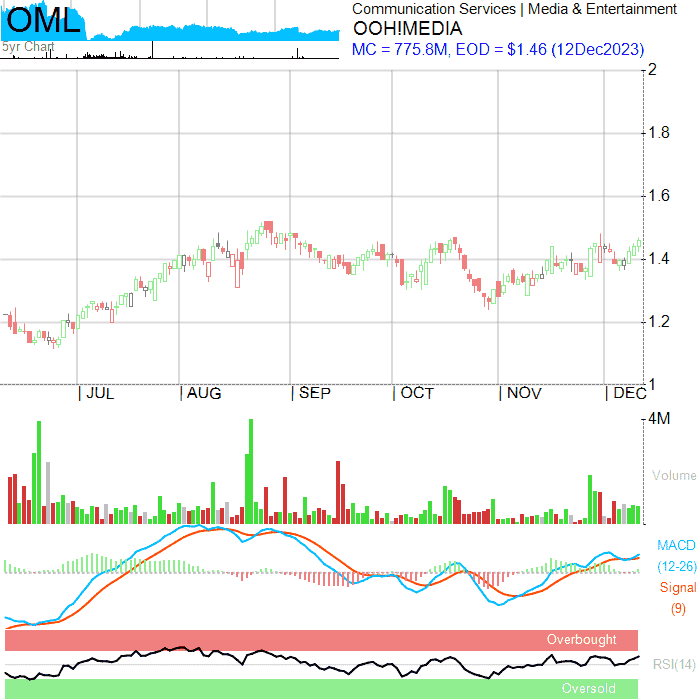 OML
5yr Chart
Communication Services | Media & Entertainment
OOH!MEDIA
MC = 775.8M, EOD = $1.46 (12Dec2023)
2
1.8
1.6
1.4
1.2
1
JUL AUG SEP OCT NOV DEC
4M
Volume
MACD
(12-26)
Signal
(9)
Overbought
RSI(14)
Oversold